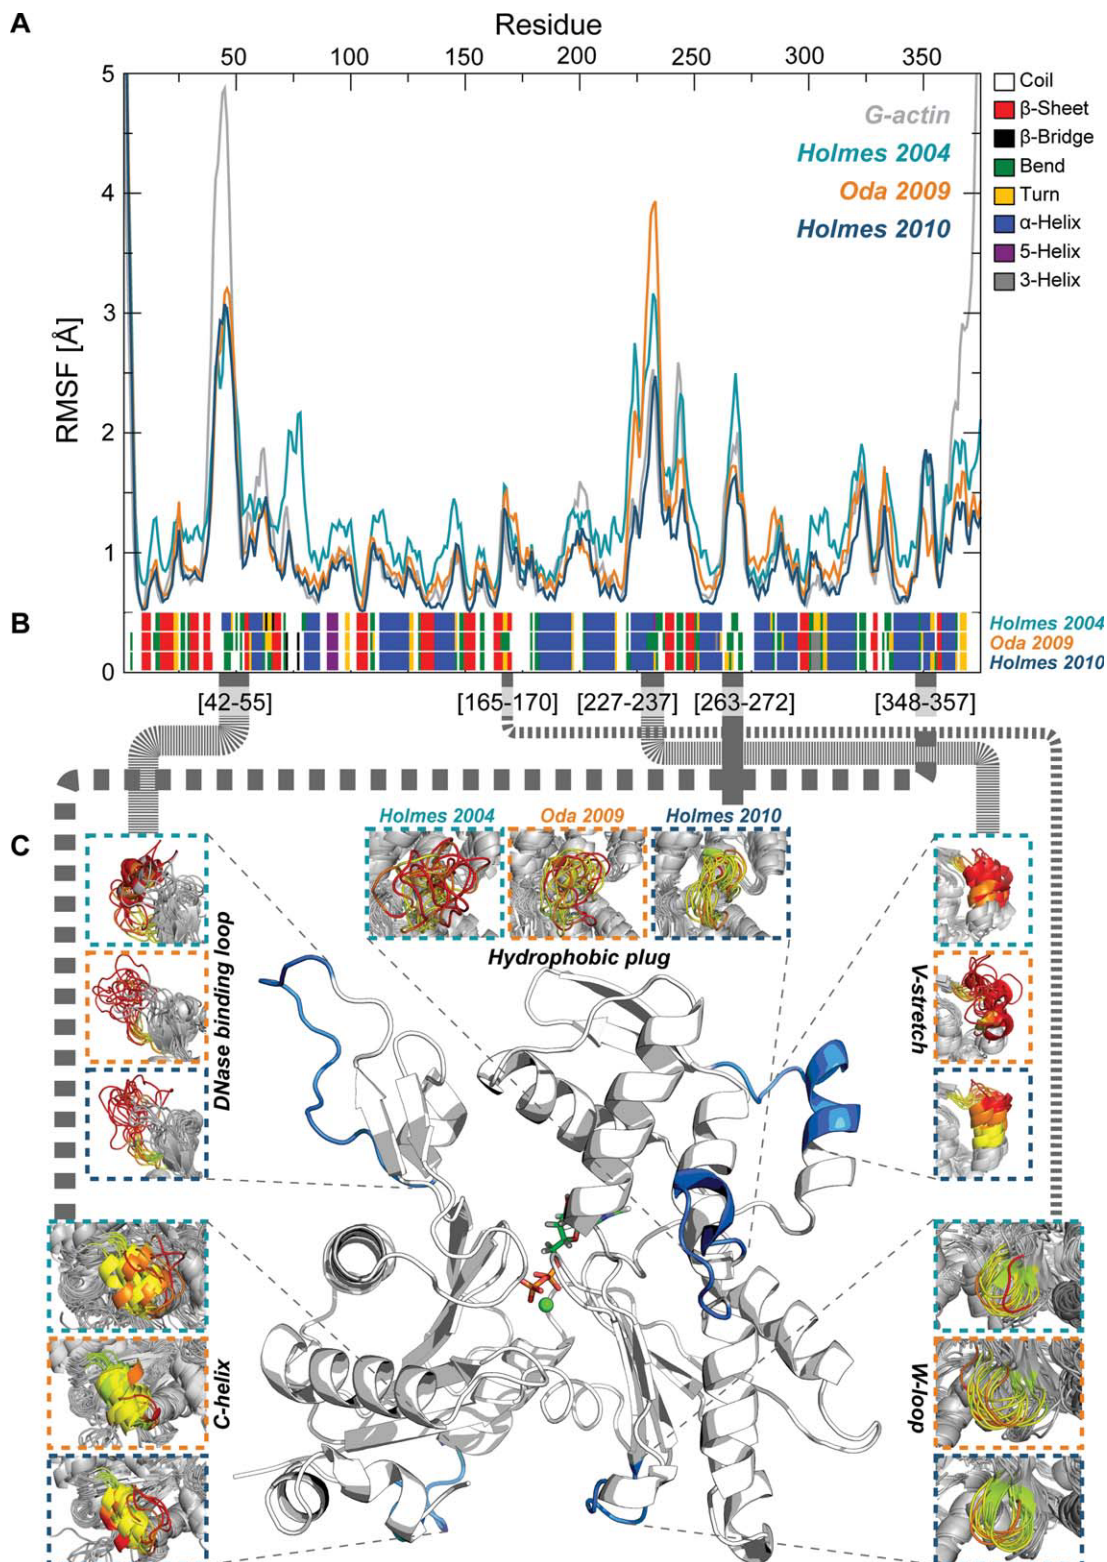 A
Residue
50 100 150 200 250 300 350
5
4
3
2
1
0
RMSF [Å]
G-actin
Holmes 2004
Oda 2009
Holmes 2010
Coil
β-Sheet
β-Bridge
Bend
Turn
α-Helix
5-Helix
3-Helix
B
Holmes 2004
Oda 2009
Holmes 2010
[42-55] [165-170] [227-237] [263-272] [348-357]
C
Holmes 2004 Oda 2009 Holmes 2010
Hydrophobic plug
DNase binding loop
V-stretch
C-helix
W-loop